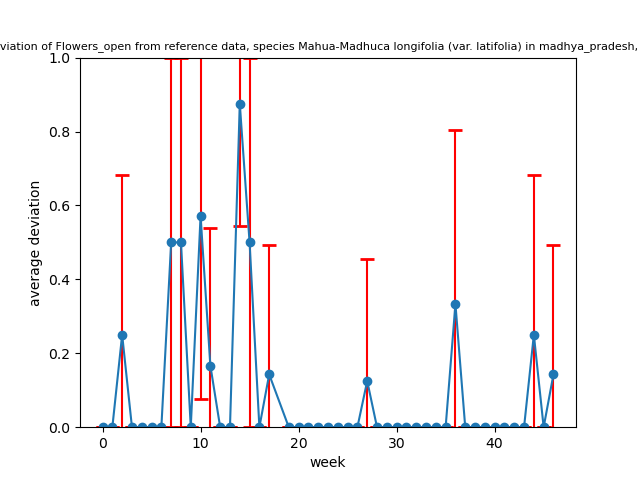 viation of Flowers_open from reference data, species Mahua-Madhuca longifolia (var. latifolia) in madhya_pradesh,
1.0
0.8
0.6
0.4
0.2
0.0
average deviation
0 10 20 30 40
week